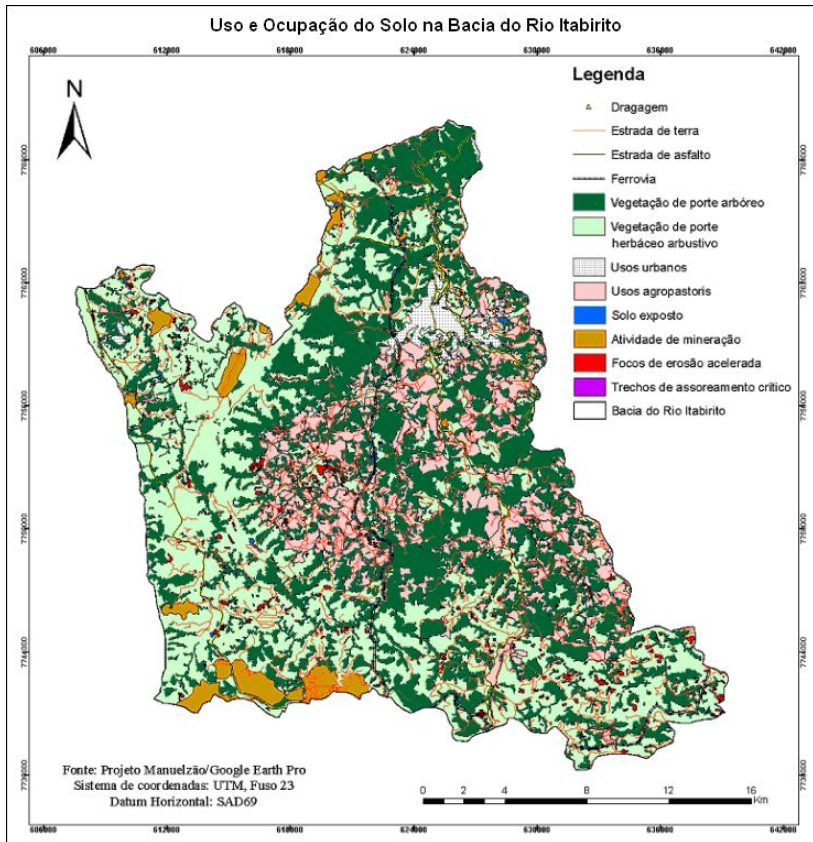 Uso e Ocupação do Solo na Bacia do Rio Itabirito
606000 612000 618000 624000 630000 636000 642000
N
Legenda
Dragagem
Estrada de terra
Estrada de asfalto
Ferrovia
Vegetação de porte arbóreo
Vegetação de porte
herbáceo arbustivo
Usos urbanos
Usos agropastoris
Solo exposto
Atividade de mineração
Focos de erosão acelerada
Trechos de assoreamento crítico
Bacia do Rio Itabirito
7744000
7744000
Fonte: Projeto Manuelzão/Google Earth Pro
Sistema de coordenadas: UTM, Fuso 23
Datum Horizontal: SAD69
0 1 2 4 8 12 16
Km
606000 612000 618000 624000 630000 636000 642000